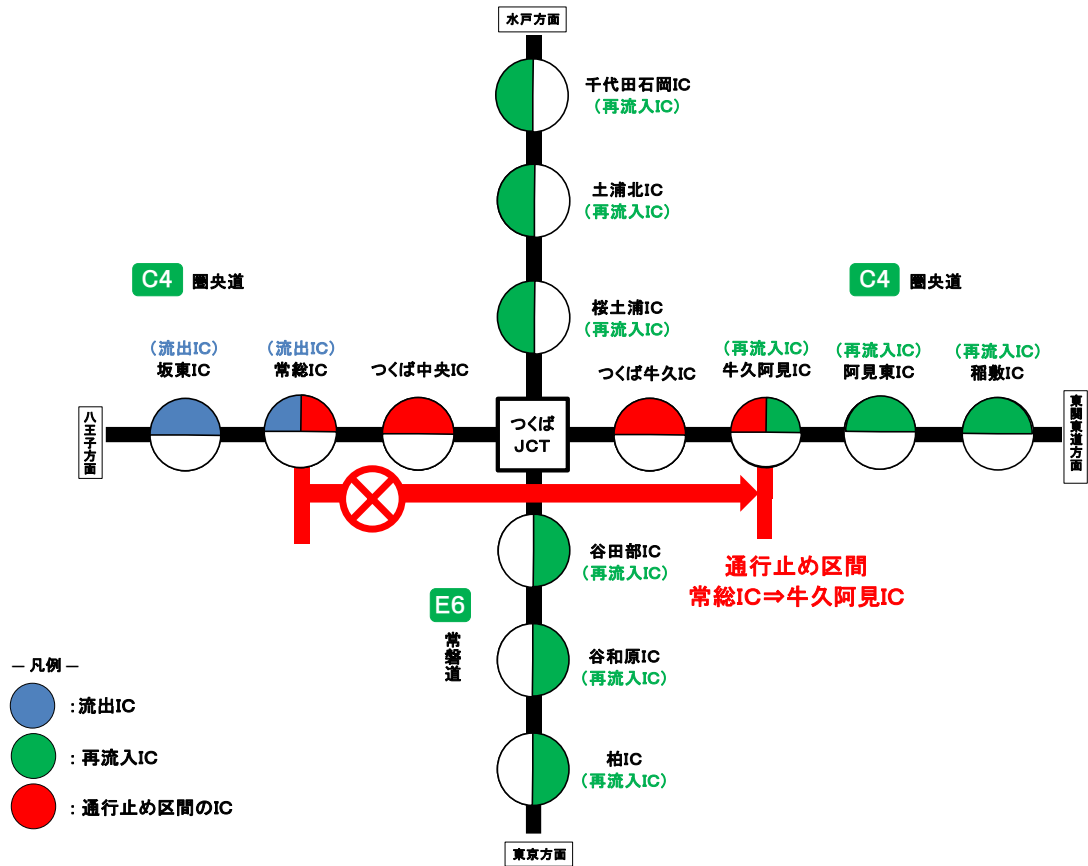 水戸方面
千代田石岡IC
(再流入IC)
土浦北IC
(再流入IC)
C4 圏央道
C4 圏央道
桜土浦IC
(再流入IC)
(流出IC)
坂東IC
(流出IC)
常総IC
つくば中央IC
つくば牛久IC
(再流入IC)
牛久阿見IC
(再流入IC)
阿見東IC
(再流入IC)
稲敷IC
八王子方面
つくば
JCT
東関東道方面
谷田部IC
(再流入IC)
通行止め区間
常総IC⇒牛久阿見IC
E6
常磐道
谷和原IC
(再流入IC)
柏IC
(再流入IC)
― 凡例 ―
：流出IC
：再流入IC
：通行止め区間のIC
東京方面